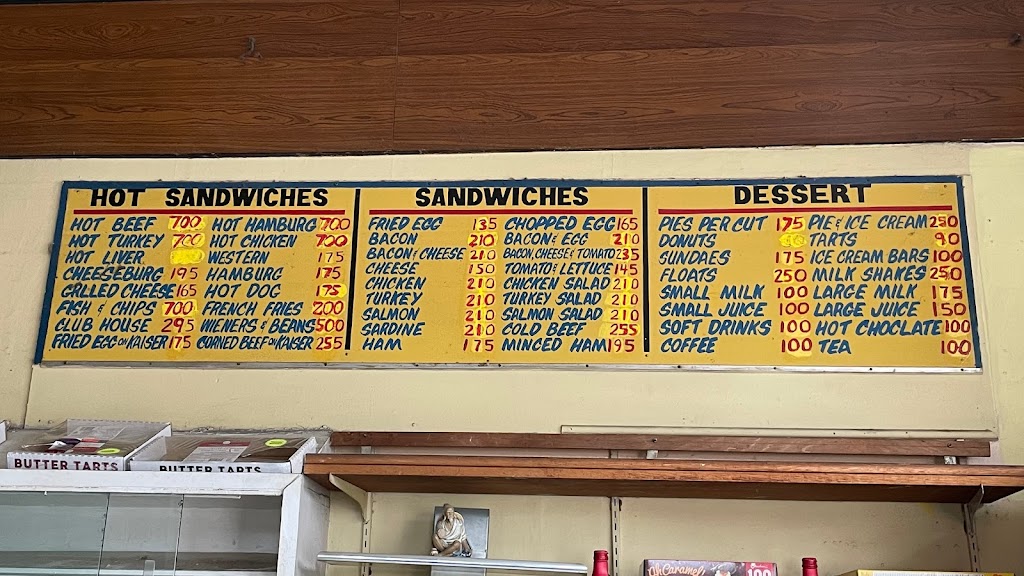 HOT SANDWICHES
HOT BEEF 700 HOT HAMBURG 700
HOT TURKEY 700 HOT CHICKEN 700
HOT LIVER WESTERN 175
CHEESEBURG 195 HAMBURG 175
GRLLED CHEESE 165 HOT DOG 175
FISH & CHIPS 700 FRENCH FRIES 200
CLUB HOUSE 295 WIENERS & BEANS 500
FRIED EGG ON KAISER 175 CORNED BEEF ON KAISER 255
SANDWICHES
FRIED EGG 135 CHOPPED EGG 165
BACON 210 BACON & EGG 210
BACON & CHEESE 210 BACON, CHEESE & TOMATO 235
CHEESE 130 TOMATO & LETTUCE 145
CHICKEN 210 CHICKEN SALAD 210
TURKEY 210 TURKEY SALAD 210
SALMON 210 SALMON SALAD 210
SARDINE 210 COLD BEEF 255
HAM 175 MINCED HAM 195
DESSERT
PIES PER CUT 175 PIE & ICE CREAM 250
DONUTS TARTS 90
SUNDAES 175 ICE CREAM BARS 100
FLOATS 250 MILK SHAKES 250
SMALL MILK 100 LARGE MILK 175
SMALL JUICE 100 LARGE JUICE 150
SOFT DRINKS 100 HOT CHOCLATE 100
COFFEE 100 TEA 100
BUTTER TARTS
BUTTER TARTS
Oh Caramel
100